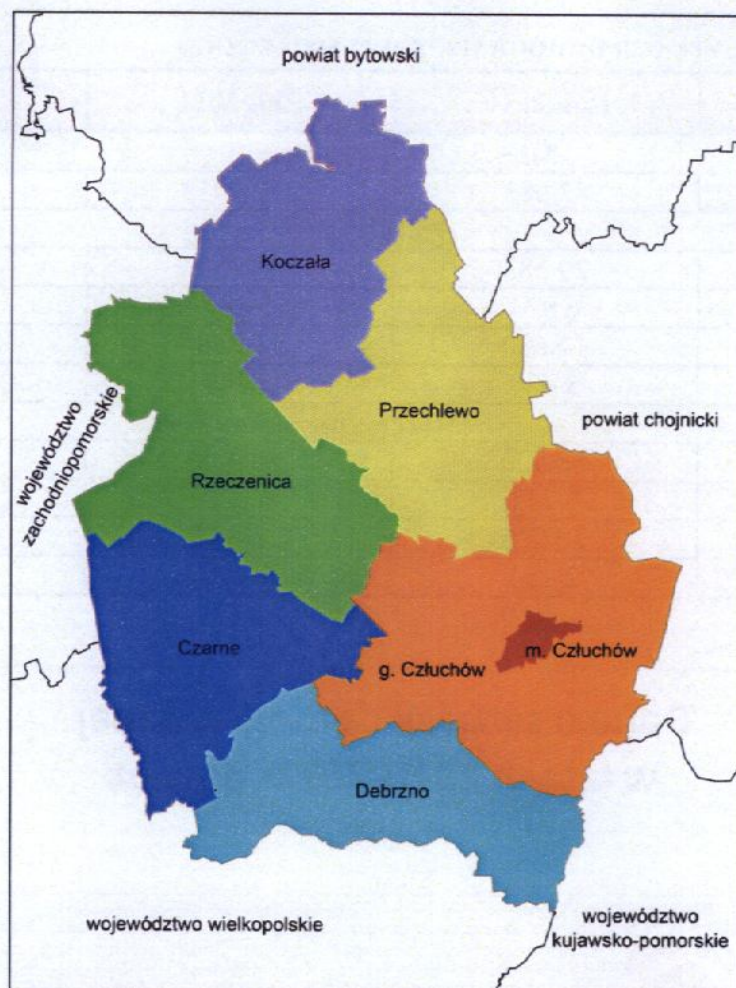 powiat bytowski
Koczała
Przechlewo
powiat chojnicki
województwo
zachodniopomorskie
Rzeczenica
Czarne
g. Człuchów
m. Człuchów
Debrzno
województwo wielkopolskie
województwo
kujawsko-pomorskie